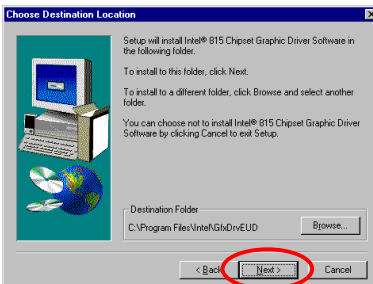 Choose Destination Location
Setup will install Intel® 815 Chipset Graphic Driver Software in
the following folder.
To install to this folder, click Next.
To install to a different folder, click Browse and select another
folder.
You can choose not to install Intel® 815 Chipset Graphic Driver
Software by clicking Cancel to exit Setup.
Destination Folder
C:\Program Files\Intel\GfxDrvEUD
Browse...
< Back
Next >
Cancel